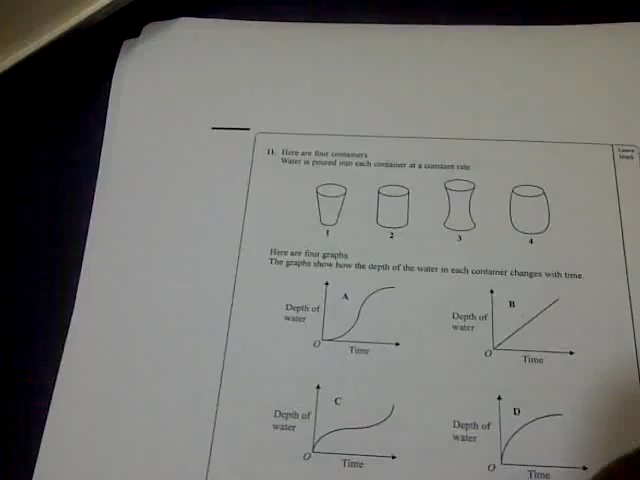 11. Here are four containers
Water is poured into each container at a constant rate
Leave
blank
1 2 3 4
Here are four graphs
The graphs show how the depth of the water in each container changes with time.
A
Depth of
water
O
Time
B
Depth of
water
O
Time
C
Depth of
water
O
Time
D
Depth of
water
O
Time